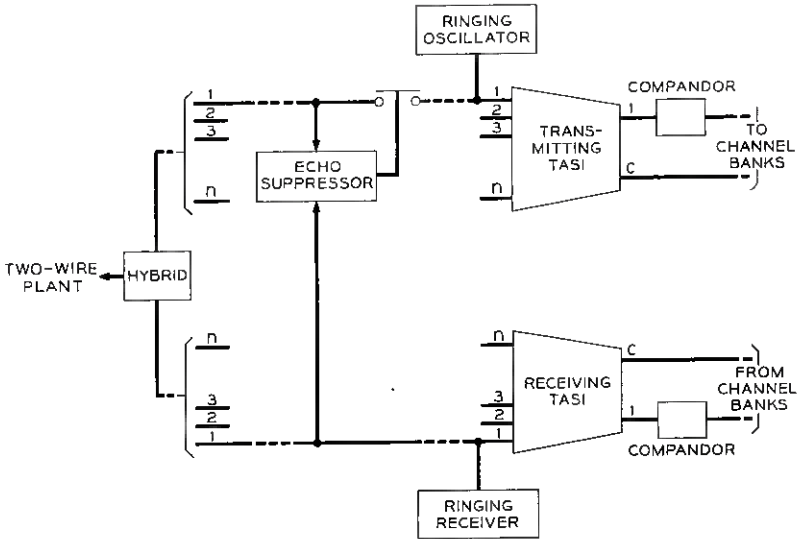 RINGING
OSCILLATOR
1
2
3
n
1
2
3
n
TRANS-
MITTING
TASI
1
C
COMPANDOR
TO
CHANNEL
BANKS
ECHO
SUPPRESSOR
TWO-WIRE
PLANT
HYBRID
n
3
2
1
n
3
2
1
RECEIVING
TASI
C
1
FROM
CHANNEL
BANKS
COMPANDOR
RINGING
RECEIVER